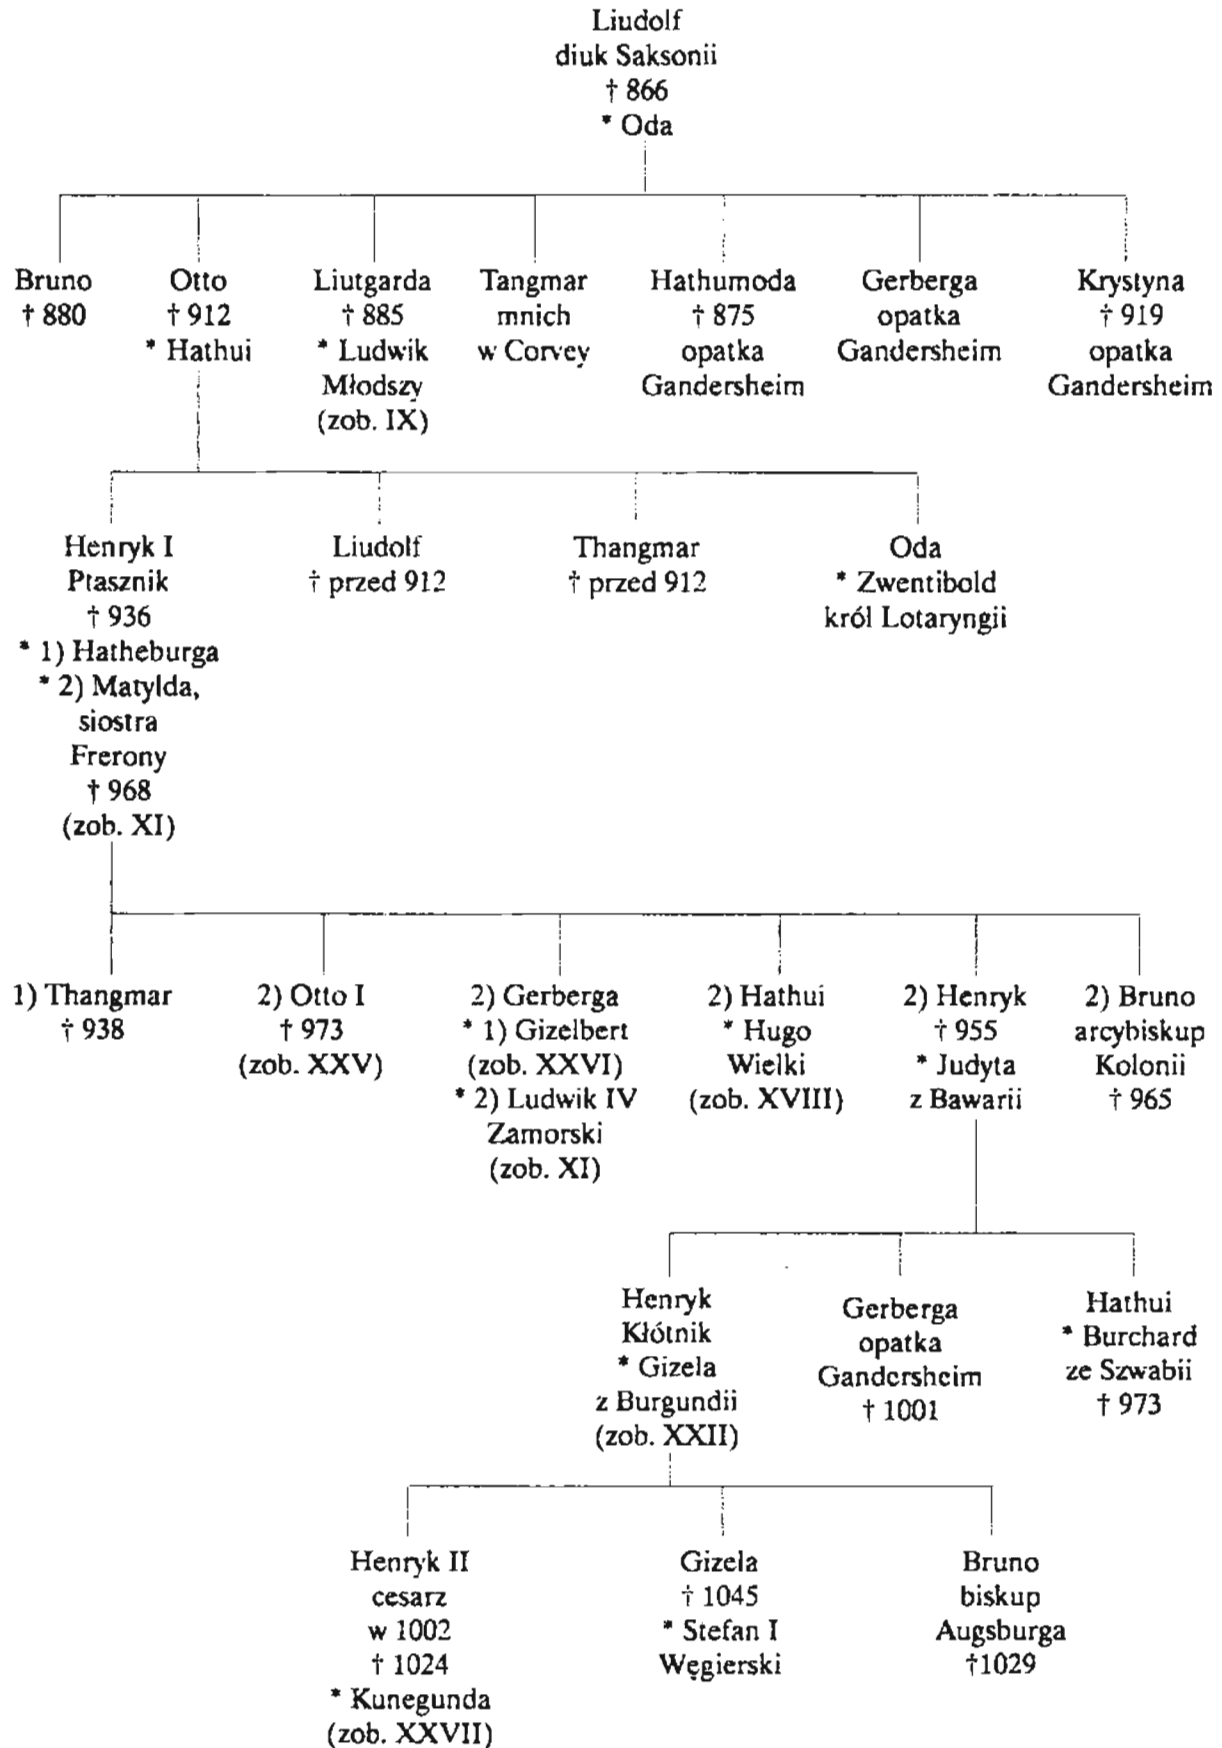 Liudolf
diuk Saksonii
† 866
* Oda
Bruno
† 880
Otto
† 912
* Hathui
Liutgarda
† 885
* Ludwik
Młodszy
(zob. IX)
Tangmar
mnich
w Corvey
Hathumoda
† 875
opatka
Gandersheim
Gerberga
opatka
Gandersheim
Krystyna
† 919
opatka
Gandersheim
Henryk I
Ptasznik
† 936
* 1) Hatheburga
* 2) Matylda,
siostra
Frerony
† 968
(zob. XI)
Liudolf
† przed 912
Thangmar
† przed 912
Oda
* Zwentibold
król Lotaryngii
1) Thangmar
† 938
2) Otto I
† 973
(zob. XXV)
2) Gerberga
* 1) Gizelbert
(zob. XXVI)
* 2) Ludwik IV
Zamorski
(zob. XI)
2) Hathui
* Hugo
Wielki
(zob. XVIII)
2) Henryk
† 955
* Judyta
z Bawarii
2) Bruno
arcybiskup
Kolonii
† 965
Henryk
Kłótnik
* Gizela
z Burgundii
(zob. XXII)
Gerberga
opatka
Gandersheim
† 1001
Hathui
* Burchard
ze Szwabii
† 973
Henryk II
cesarz
w 1002
† 1024
* Kunegunda
(zob. XXVII)
Gizela
† 1045
* Stefan I
Węgierski
Bruno
biskup
Augsburga
†1029